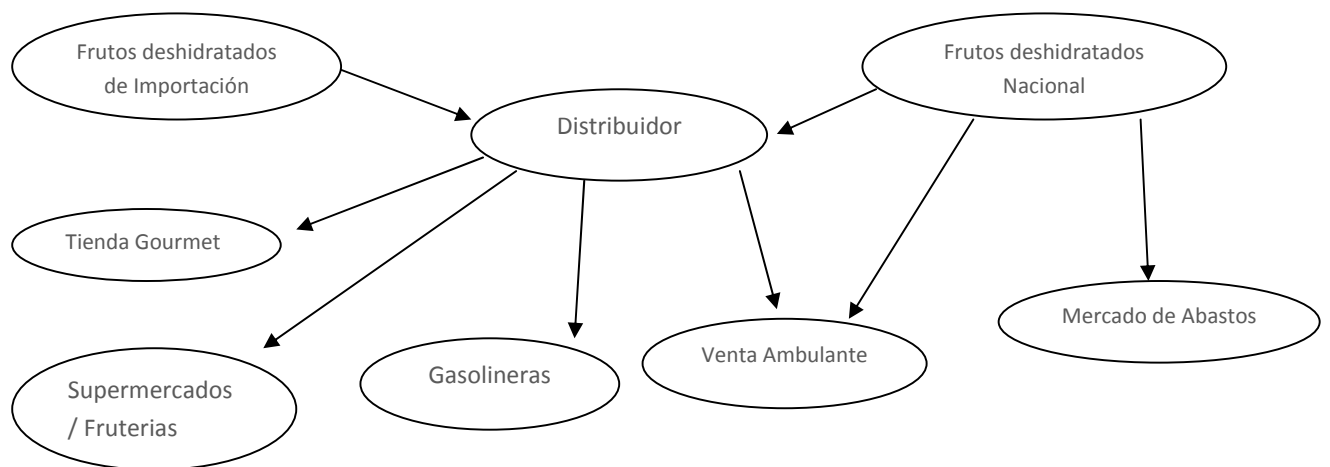 Frutos deshidratados
de Importación
Frutos deshidratados
Nacional
Distribuidor
Tienda Gourmet
Mercado de Abastos
Venta Ambulante
Gasolineras
Supermercados
/ Fruterias